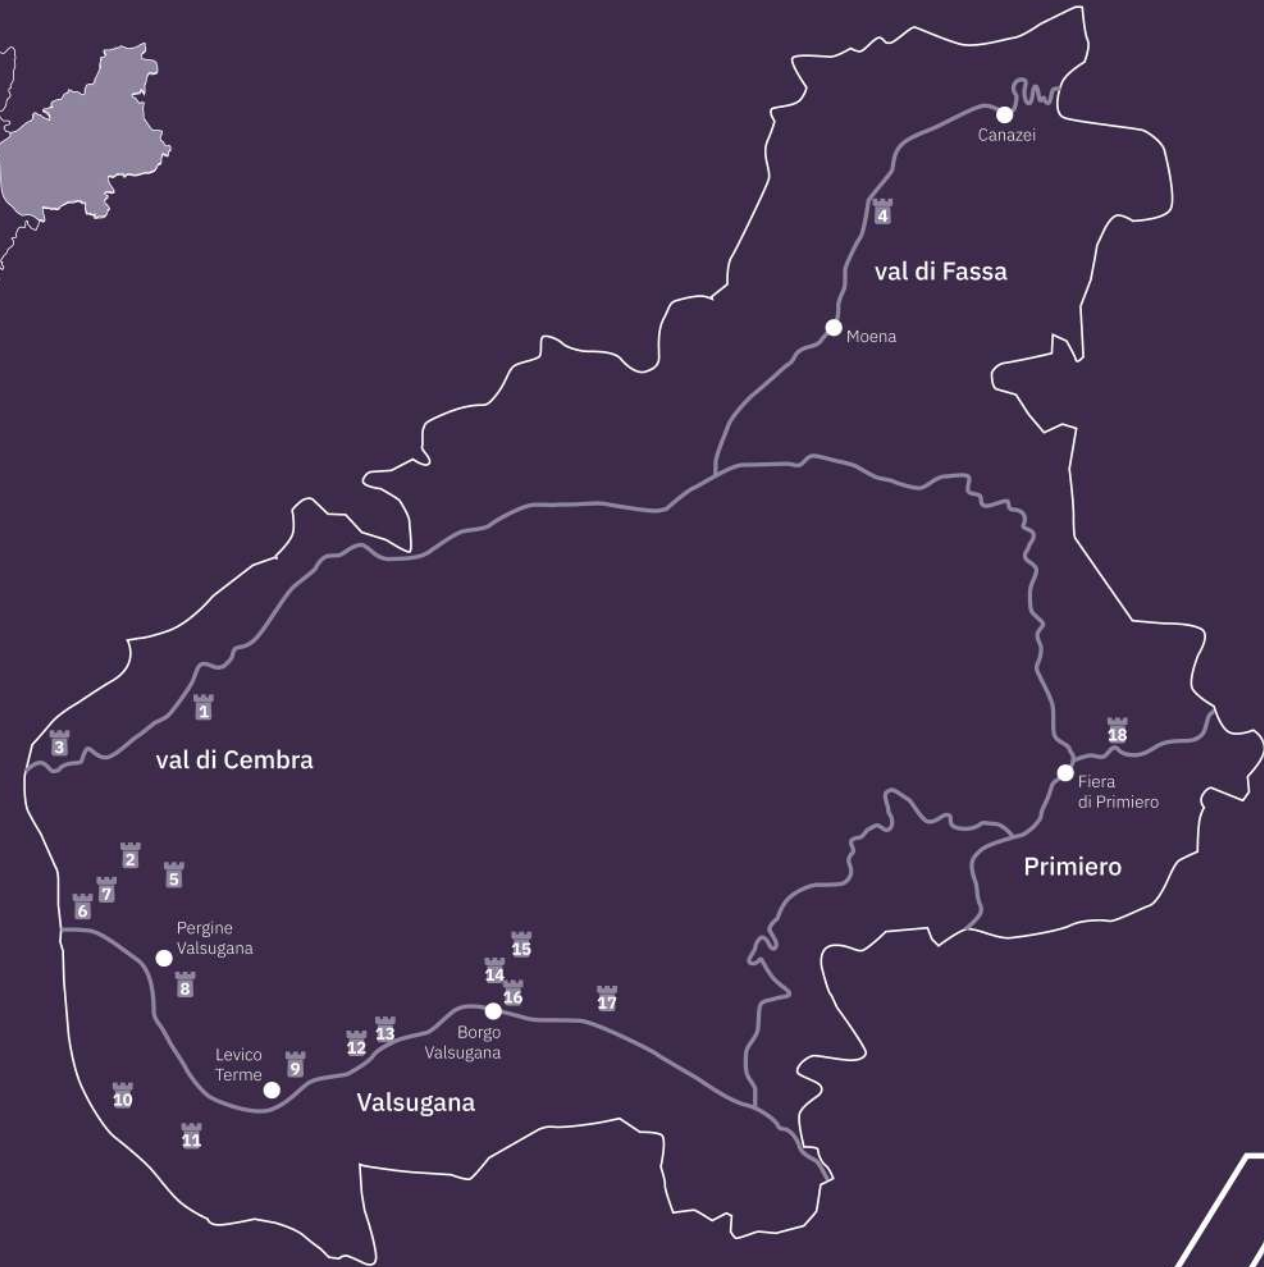 Canazei
4
val di Fassa
Moena
1
3
val di Cembra
18
Fiera
di Primiero
2
5
7
6
Primiero
Pergine
Valsugana
8
15
14
16
17
Borgo
Valsugana
13
12
Levico
Terme
9
10
Valsugana
11